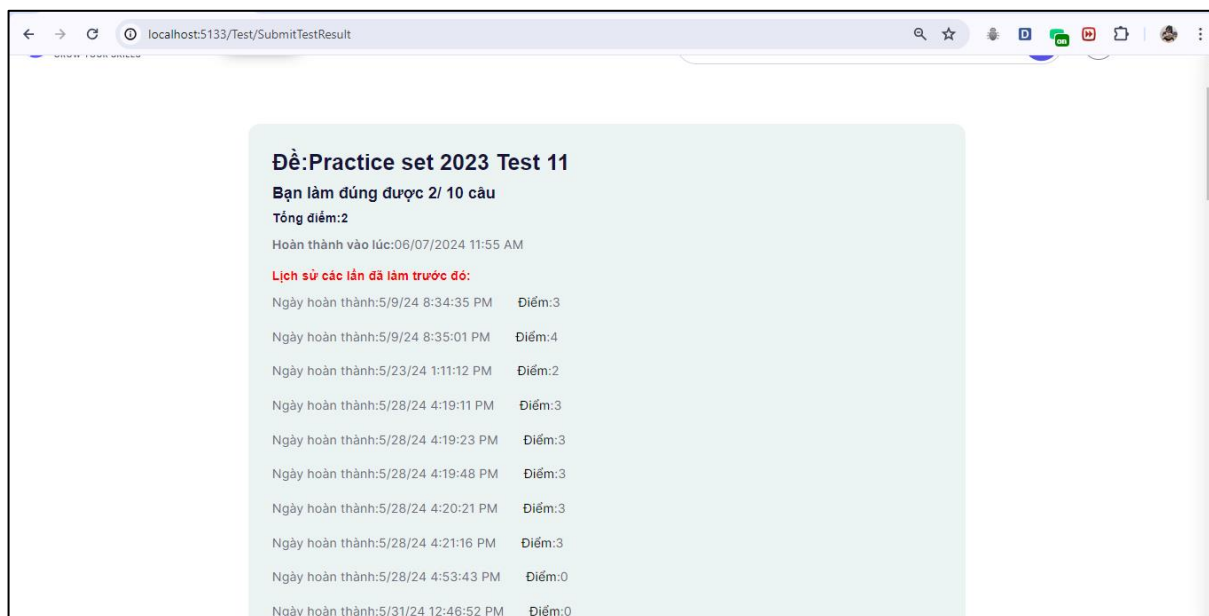 localhost:5133/Test/SubmitTestResult
D
on
GROW YOUR SKILLS
Đề:Practice set 2023 Test 11
Bạn làm đúng được 2/ 10 câu
Tổng điểm:2
Hoàn thành vào lúc:06/07/2024 11:55 AM
Lịch sử các lần đã làm trước đó:
Ngày hoàn thành:5/9/24 8:34:35 PM Điểm:3
Ngày hoàn thành:5/9/24 8:35:01 PM Điểm:4
Ngày hoàn thành:5/23/24 1:11:12 PM Điểm:2
Ngày hoàn thành:5/28/24 4:19:11 PM Điểm:3
Ngày hoàn thành:5/28/24 4:19:23 PM Điểm:3
Ngày hoàn thành:5/28/24 4:19:48 PM Điểm:3
Ngày hoàn thành:5/28/24 4:20:21 PM Điểm:3
Ngày hoàn thành:5/28/24 4:21:16 PM Điểm:3
Ngày hoàn thành:5/28/24 4:53:43 PM Điểm:0
Ngày hoàn thành:5/31/24 12:46:52 PM Điểm:0